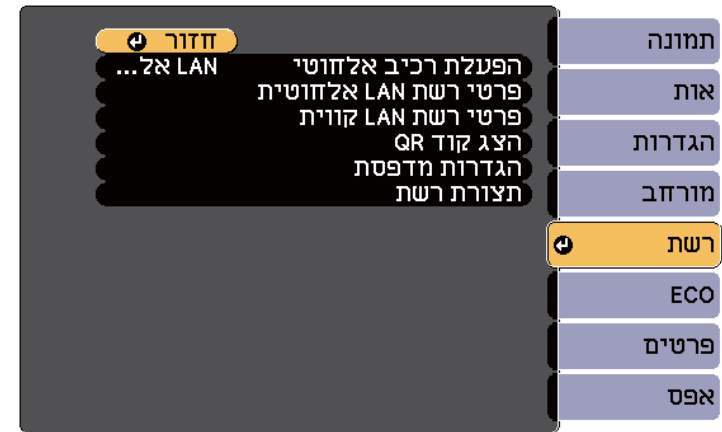 תמונה
אות
הגדרות
מורחב
רשת
ECO
פרטים
אפס
חזור
הפעלת רכיב אלחוטי LAN אל...
פרטי רשת LAN אלחוטית
פרטי רשת LAN קווית
הצג קוד QR
הגדרות מדפסת
תצורת רשת